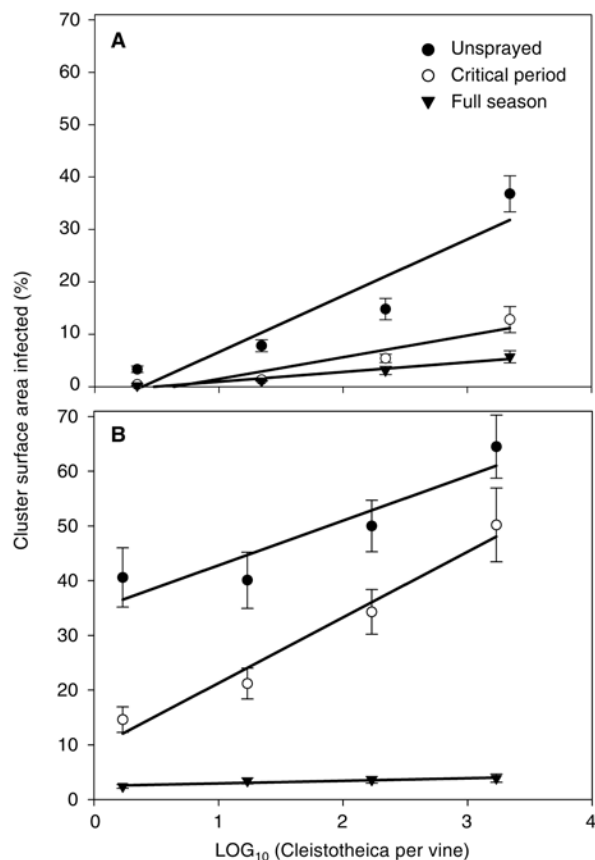 70
A
Unsprayed
60
Critical period
Full season
50
40
30
20
10
0
Cluster surface area infected (%)
70
B
60
50
40
30
20
10
0
0 1 2 3 4
LOG10 (Cleistotheica per vine)